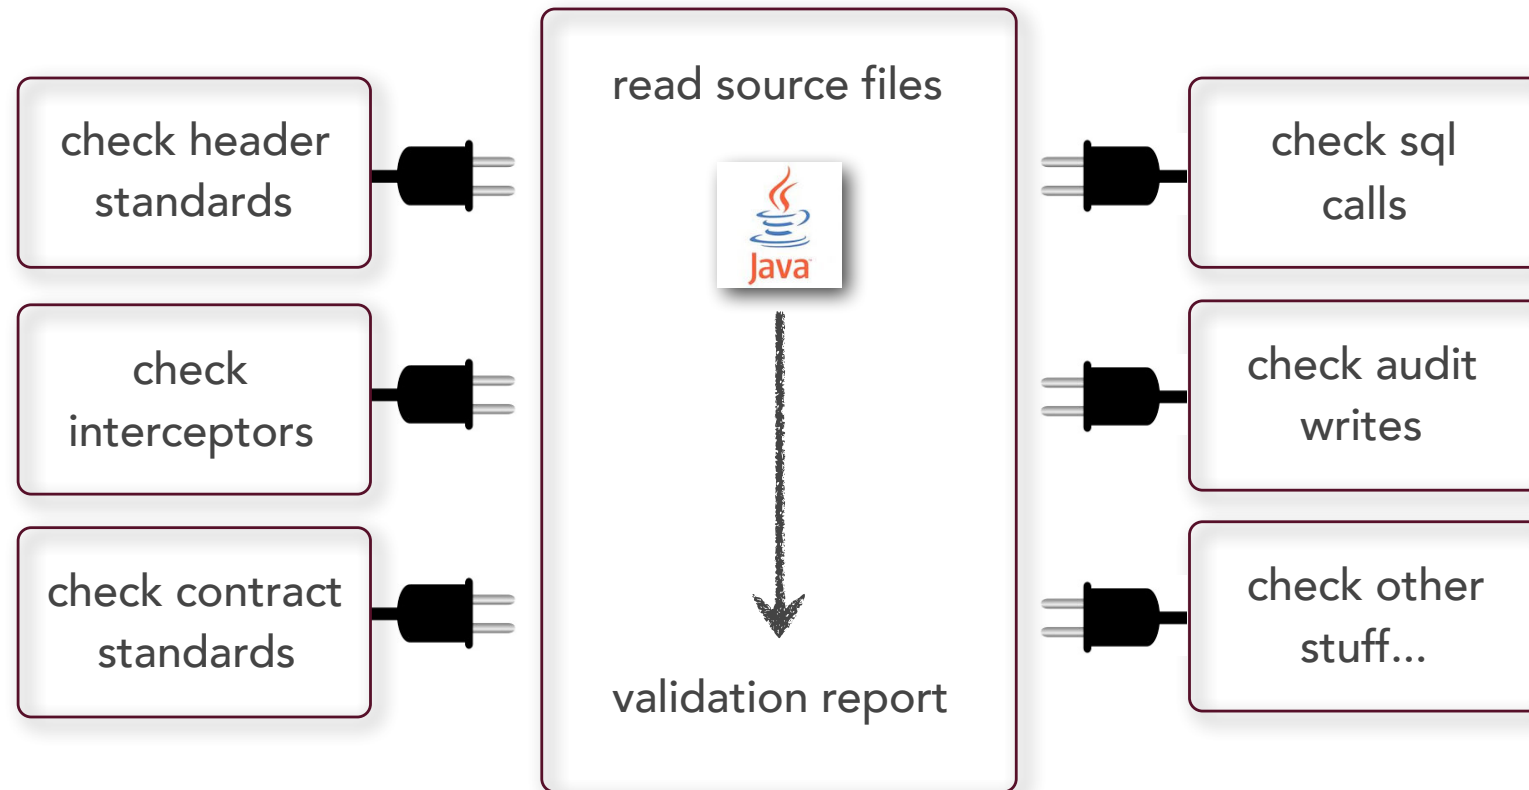 read source files
check header
standards
check
interceptors
check contract
standards
Java
validation report
check sql
calls
check audit
writes
check other
stuff...